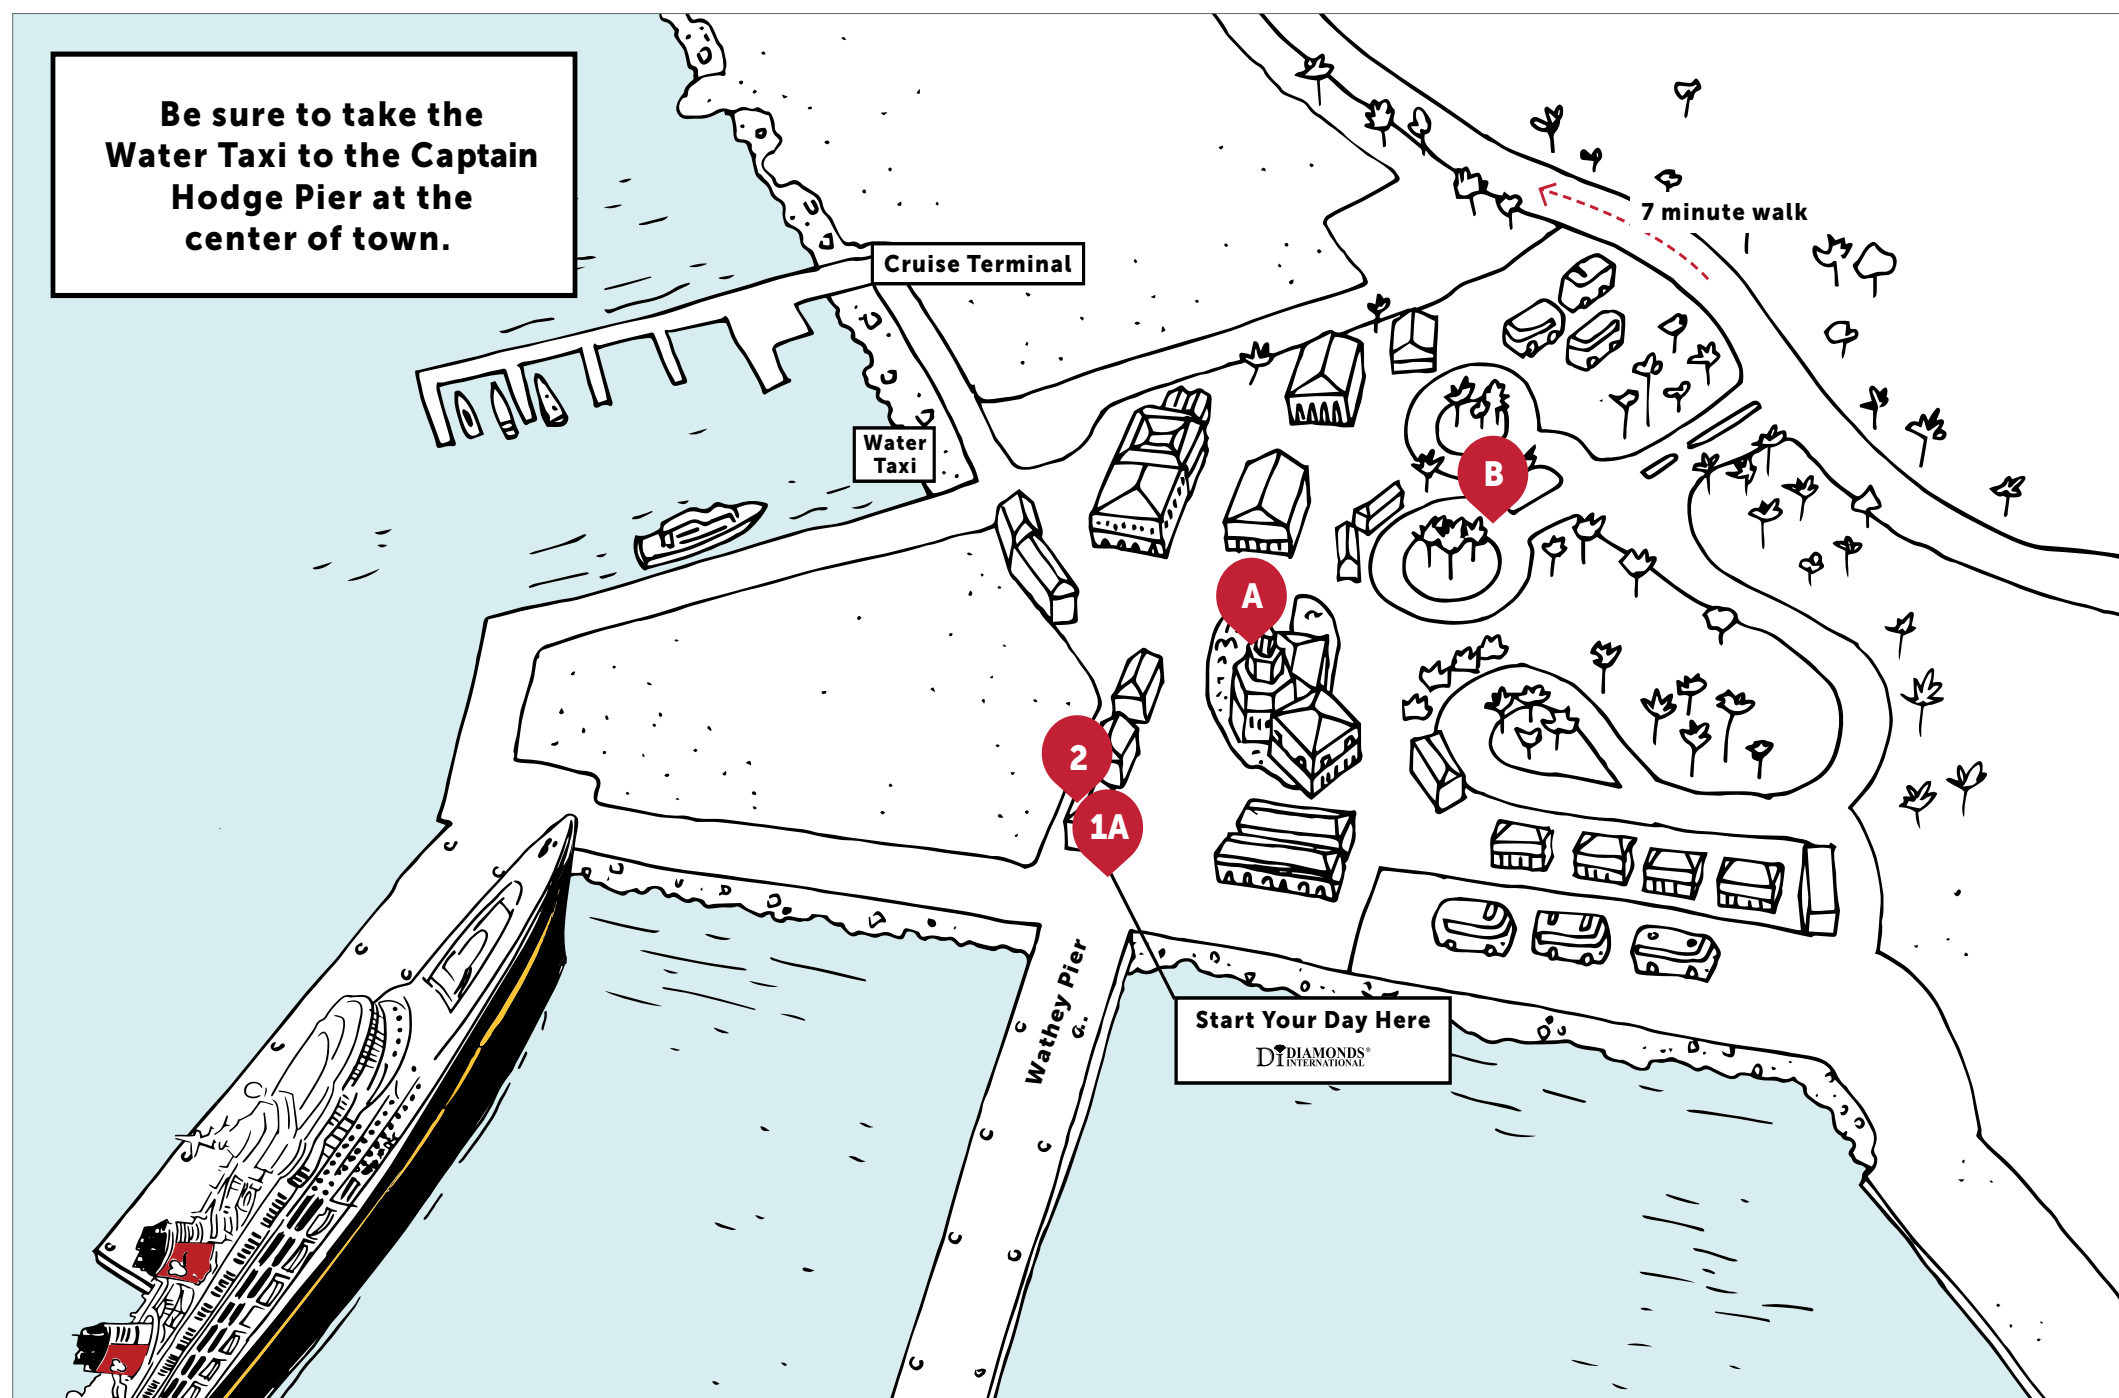 Be sure to take the
Water Taxi to the Captain
Hodge Pier at the
center of town.
7 minute walk
Cruise Terminal
Water
Taxi
B
A
2
1A
Wathey Pier
Start Your Day Here
DI DIAMONDS®
INTERNATIONAL